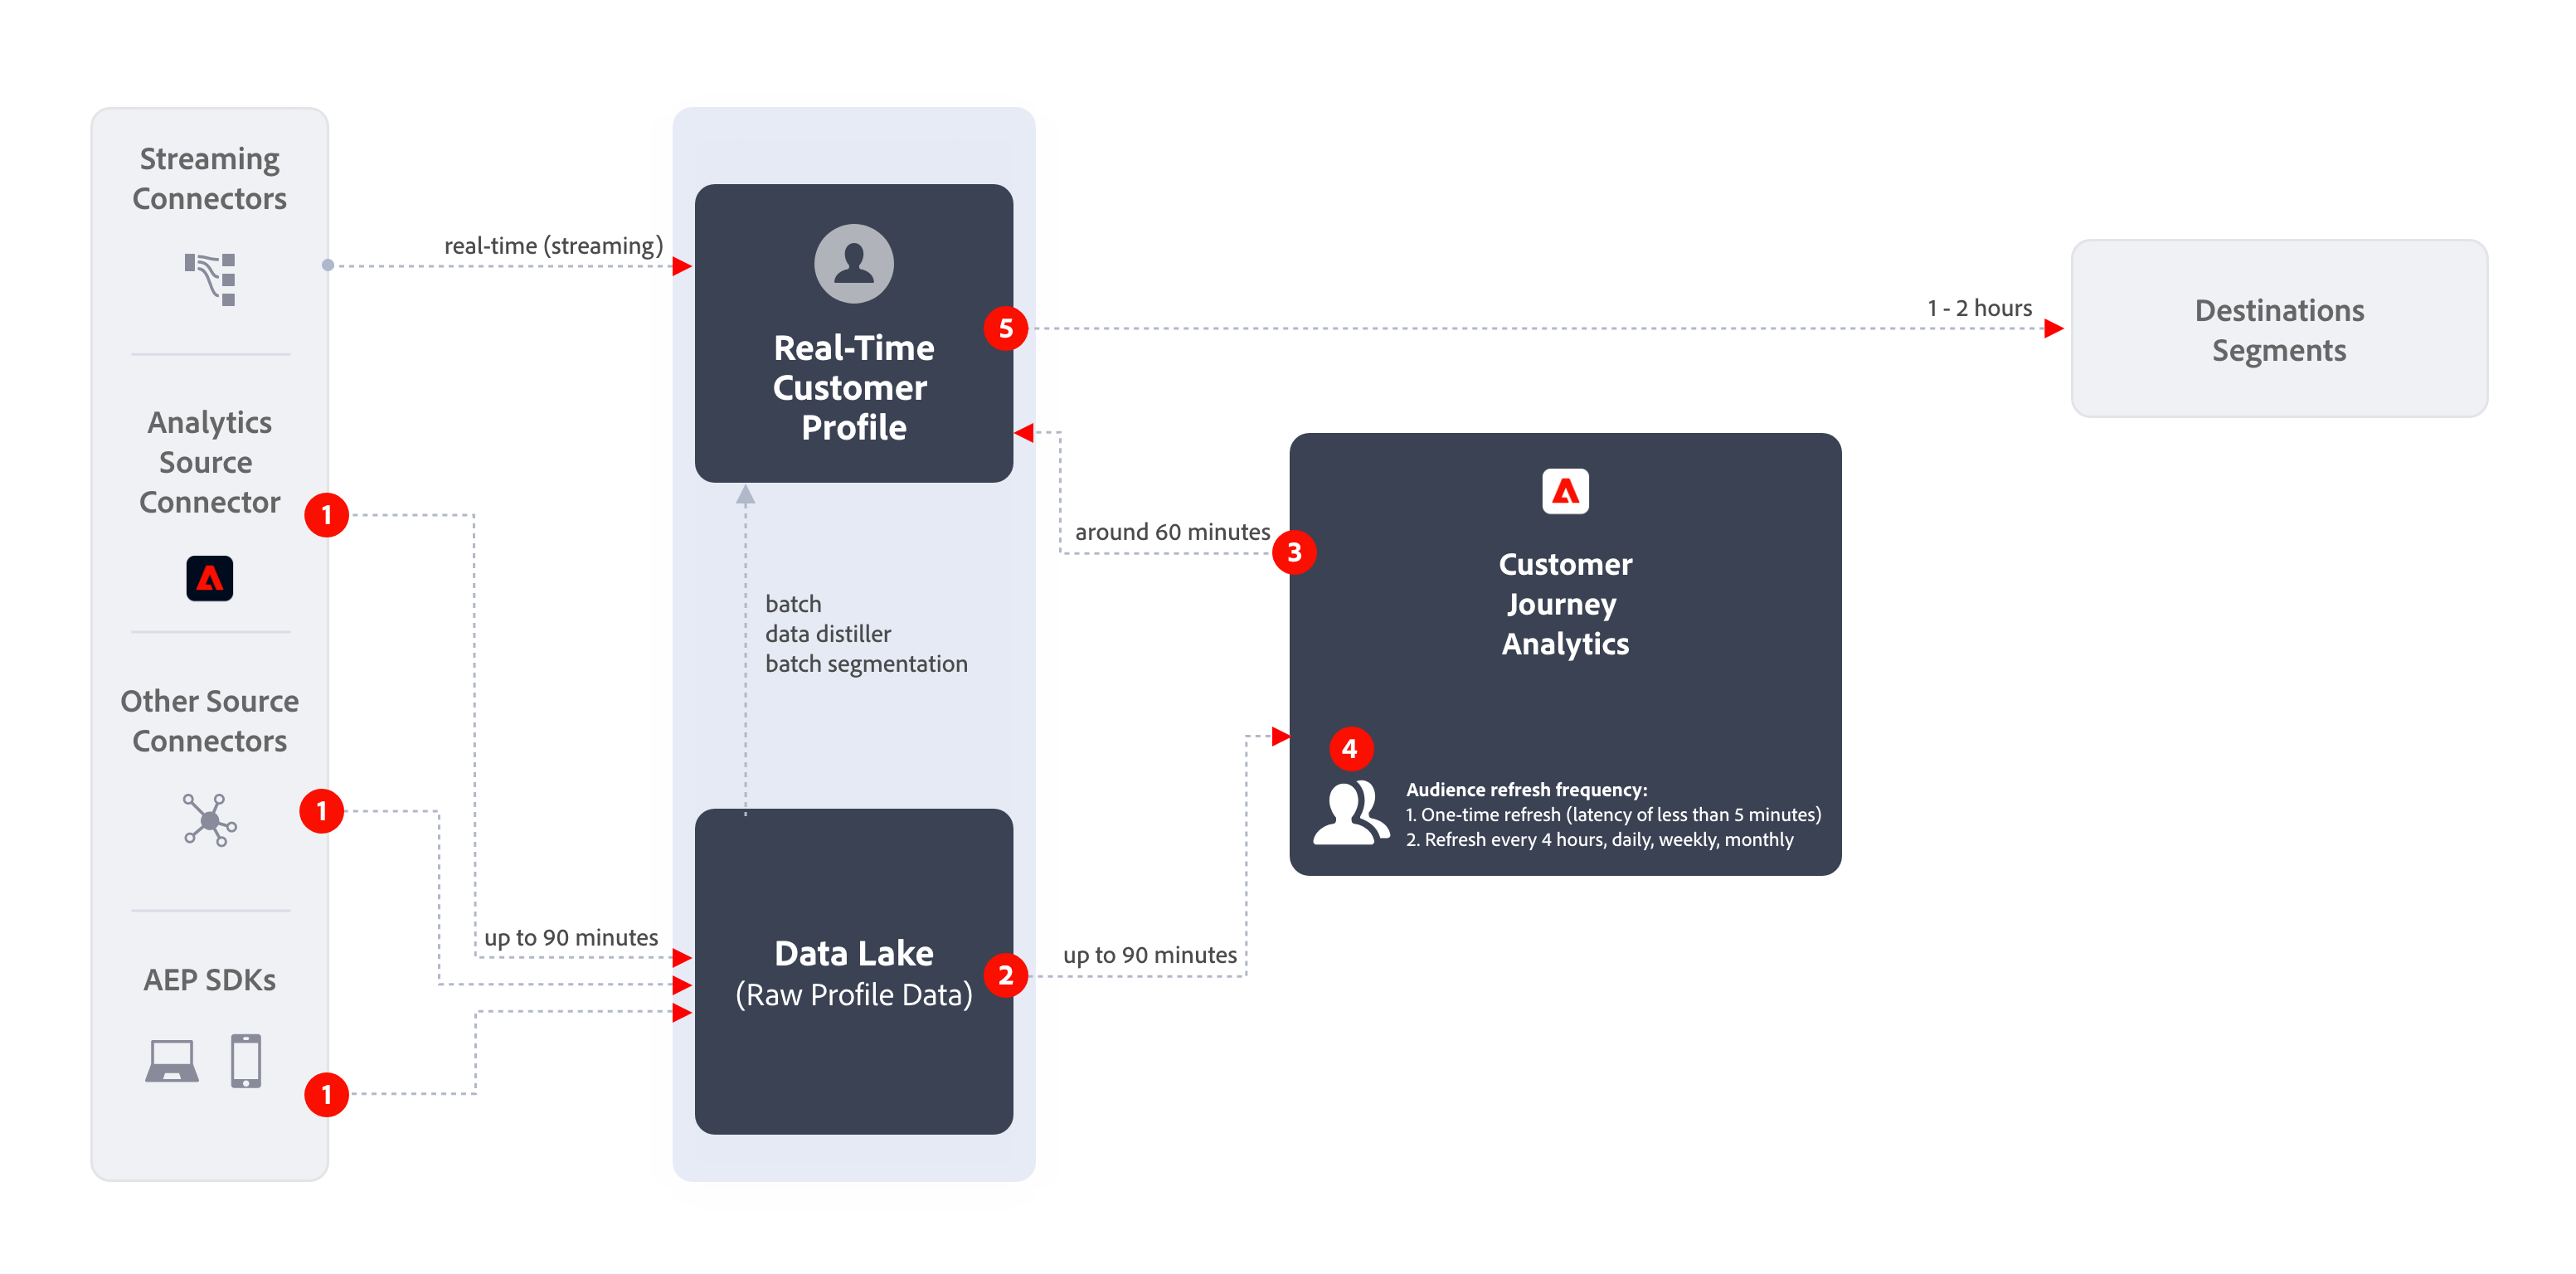 Streaming
Connectors
Analytics
Source
Connector
1
Other Source
Connectors
1
AEP SDKs
1
real-time (streaming)
up to 90 minutes
Real-Time
Customer
Profile
5
batch
data distiller
batch segmentation
Data Lake
(Raw Profile Data)
2
1 - 2 hours
around 60 minutes
3
up to 90 minutes
Customer
Journey
Analytics
4
Audience refresh frequency:
1. One-time refresh (latency of less than 5 minutes)
2. Refresh every 4 hours, daily, weekly, monthly
Destinations
Segments